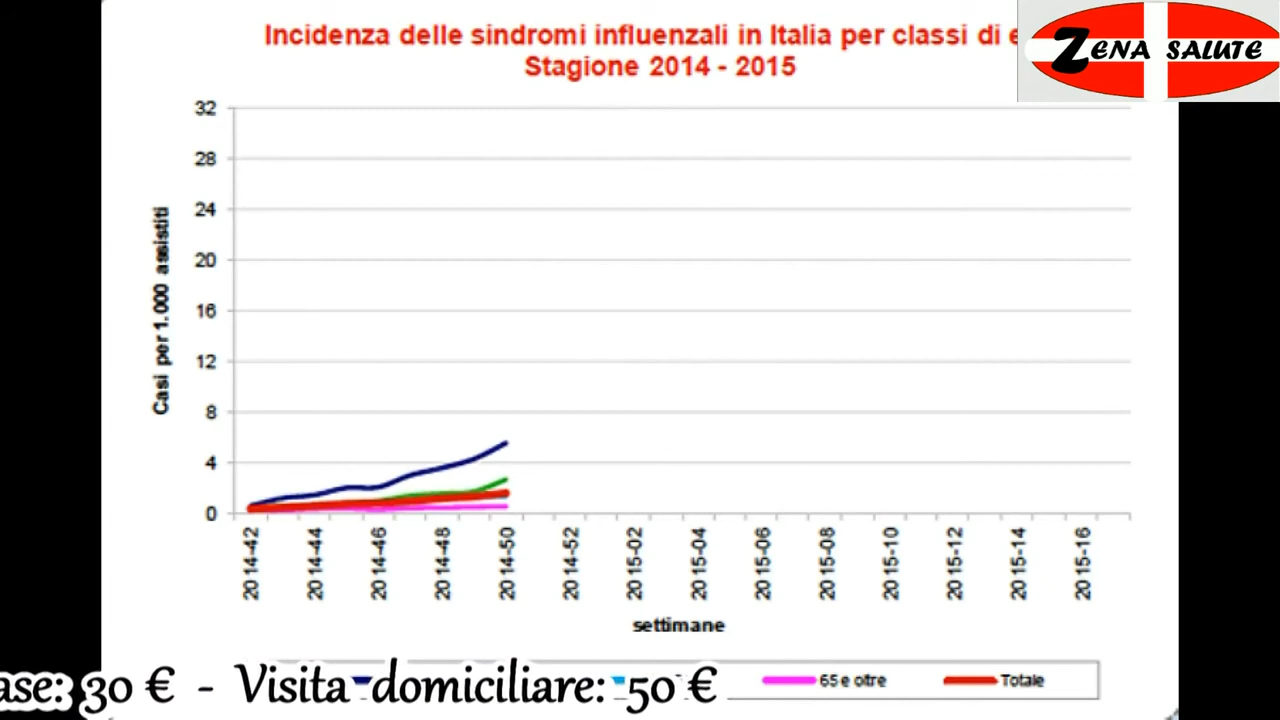 Incidenza delle sindromi influenzali in Italia per classi di e
Stagione 2014 - 2015
ZENA SALUTE
Casi per 1.000 assistiti
32
28
24
20
16
12
8
4
0
2014-42
2014-44
2014-46
2014-48
2014-50
2014-52
2015-02
2015-04
2015-06
2015-08
2015-10
2015-12
2015-14
2015-16
settimane
ase: 30 € - Visita domiciliare: 50 €
65 e oltre
Totale